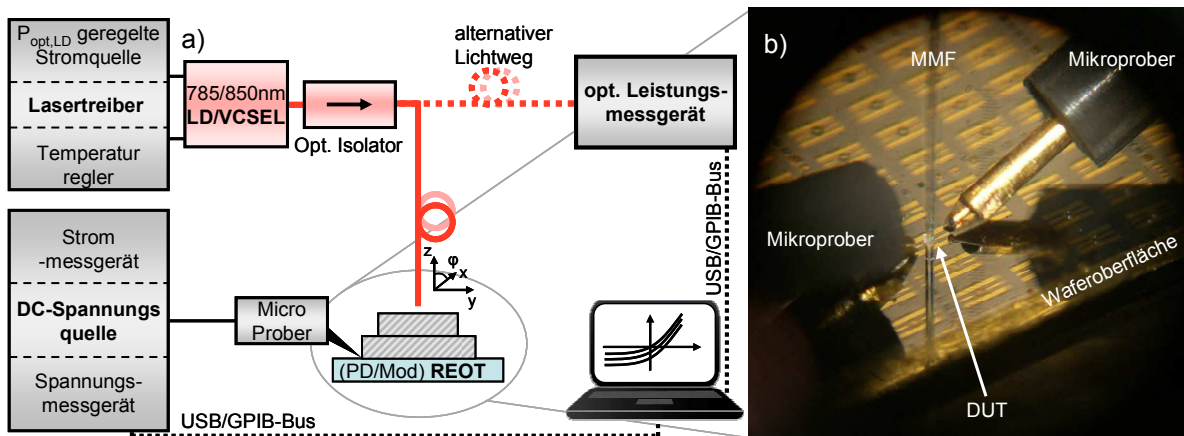 a)
P_opt,LD geregelte
Stromquelle
Lasertreiber
Temperatur
regler
785/850nm
LD/VCSEL
Opt. Isolator
alternativer
Lichtweg
opt. Leistungs-
messgerät
USB/GPIB-Bus
Strom
-messgerät
DC-Spannungs
quelle
Spannungs-
messgerät
Micro
Prober
z
φ
x
y
(PD/Mod) REOT
USB/GPIB-Bus
b)
MMF
Mikroprober
Mikroprober
Waferoberfläche
DUT